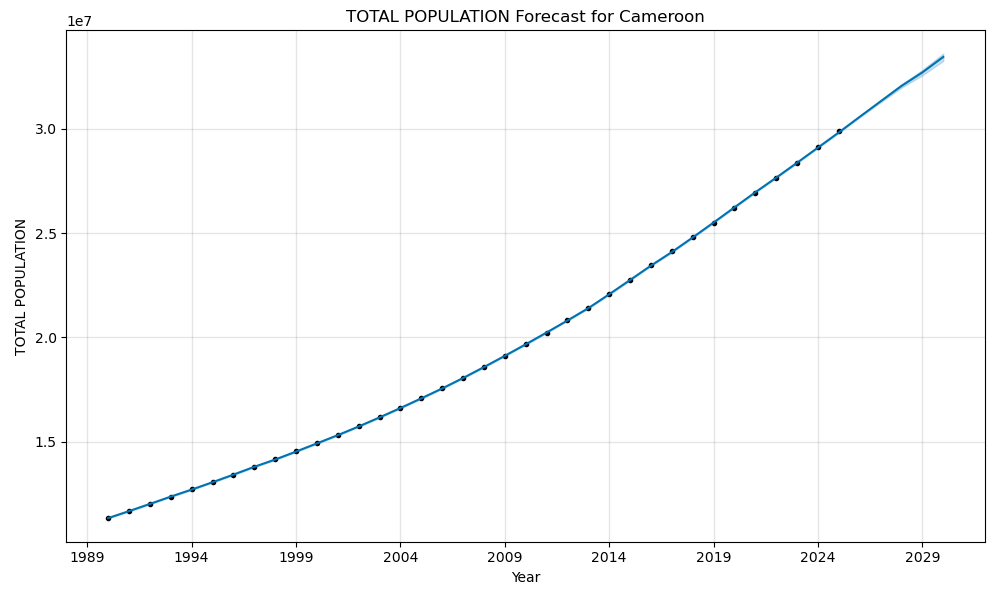 TOTAL POPULATION Forecast for Cameroon
1e7
3.0
2.5
2.0
1.5
TOTAL POPULATION
1989 1994 1999 2004 2009 2014 2019 2024 2029
Year